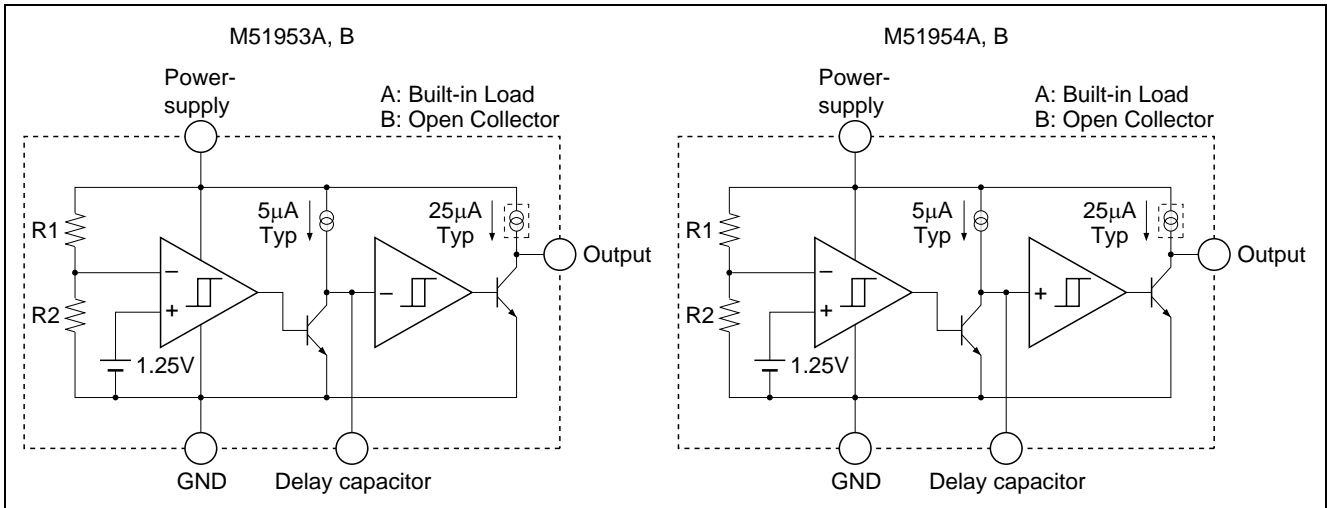 M51953A, B
Power-
supply
A: Built-in Load
B: Open Collector
5μA
Typ
25μA
Typ
R1
−
+
−
Output
R2
1.25V
GND
Delay capacitor
M51954A, B
Power-
supply
A: Built-in Load
B: Open Collector
5μA
Typ
25μA
Typ
R1
−
+
+
Output
R2
1.25V
GND
Delay capacitor